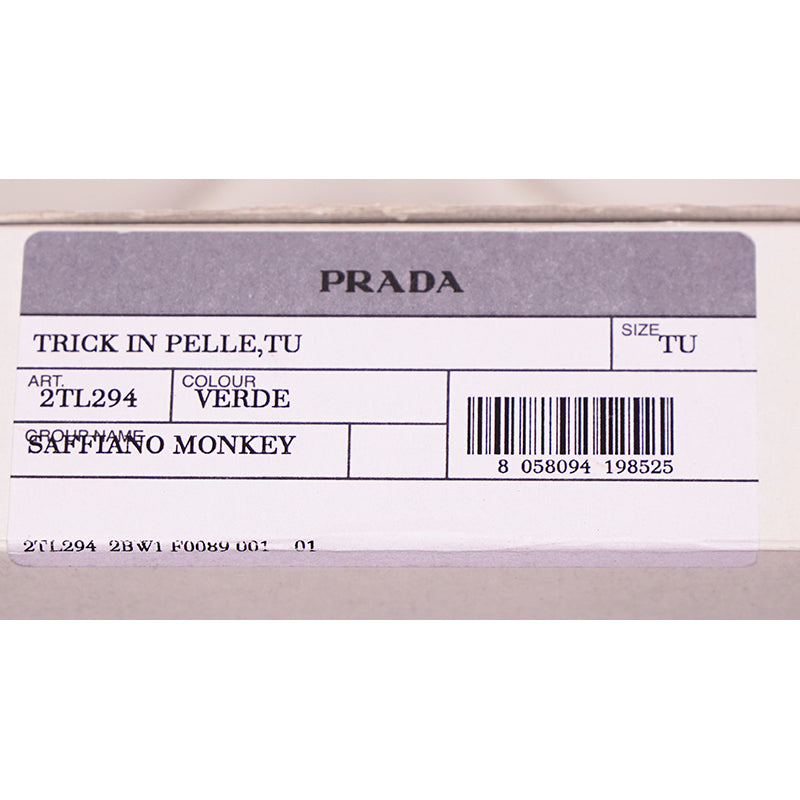 PRADA
TRICK IN PELLE,TU
SIZE
TU
ART.
2TL294
COLOUR
VERDE
GROUP NAME
SAFFIANO MONKEY
8 058094 198525
2TL294 2BW1 F0089 001 01